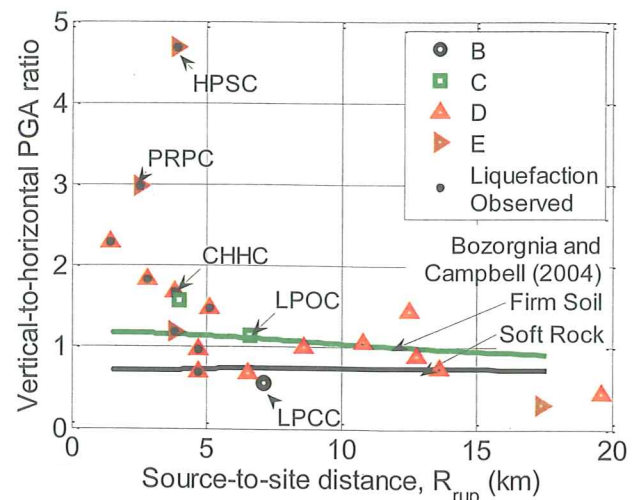 5
4
3
2
1
0
0
5
10
15
20
Vertical-to-horizontal PGA ratio
Source-to-site distance, R_rup (km)
HPSC
PRPC
CHHC
LPOC
LPCC
B
C
D
E
Liquefaction
Observed
Bozorgnia and
Campbell (2004)
Firm Soil
Soft Rock